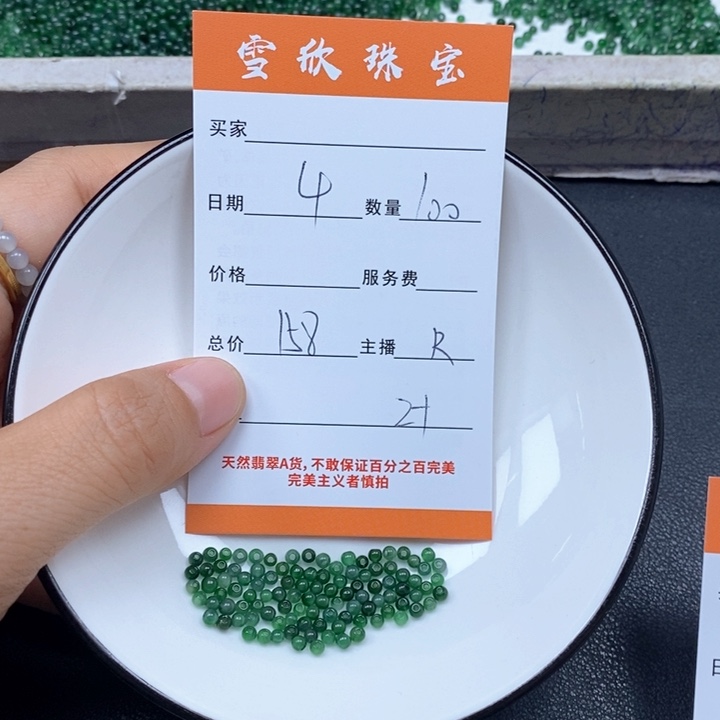 雪欣珠宝
买家
日期 4 数量 100
价格 服务费
总价 158 主播 R
21
天然翡翠A货,不敢保证百分之百完美
完美主义者慎拍